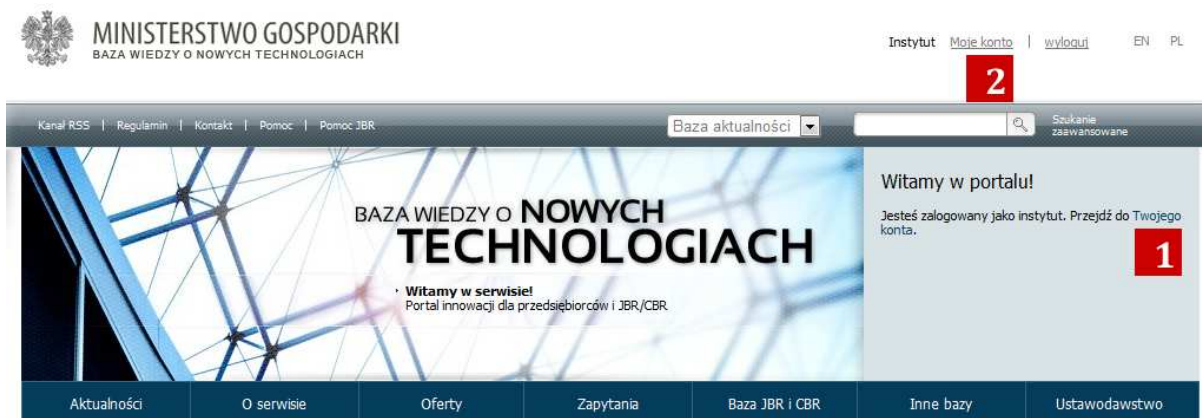 MINISTERSTWO GOSPODARKI
BAZA WIEDZY O NOWYCH TECHNOLOGIACH
Instytut Moje konto | wyloguj EN PL
2
Kanał RSS | Regulamin | Kontakt | Pomoc | Pomoc JBR
Baza aktualności
Szukanie
zaawansowane
BAZA WIEDZY O NOWYCH
TECHNOLOGIACH
Witamy w serwisie!
Portal innowacji dla przedsiębiorców i JBR/CBR
Witamy w portalu!
Jesteś zalogowany jako instytut. Przejdź do Twojego
konta.
1
Aktualności O serwisie Oferty Zapytania Baza JBR i CBR Inne bazy Ustawodawstwo